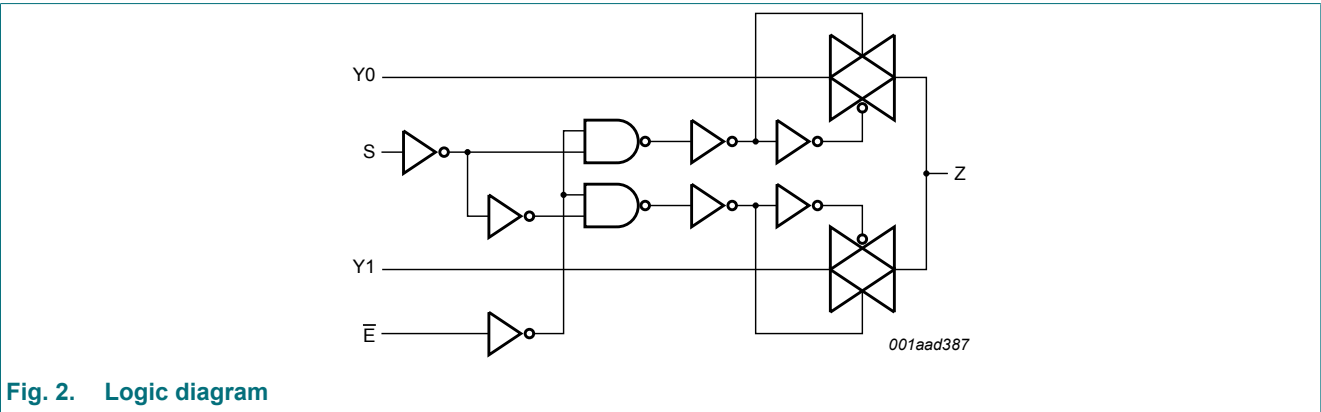 Y0
S
Z
Y1
E̅
001aad387
Fig. 2. Logic diagram